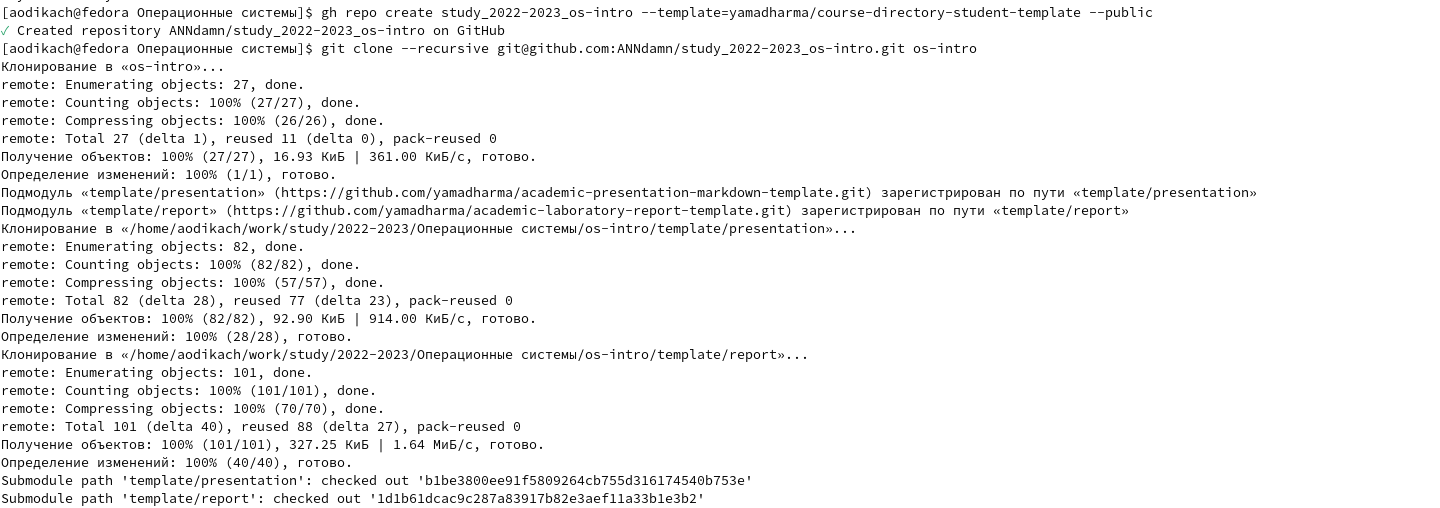 [aodikach@fedora Операционные системы]$ gh repo create study_2022-2023_os-intro --template=yamadharma/course-directory-student-template --public
✓ Created repository ANNdamn/study_2022-2023_os-intro on GitHub
[aodikach@fedora Операционные системы]$ git clone --recursive git@github.com:ANNdamn/study_2022-2023_os-intro.git os-intro
Клонирование в «os-intro»...
remote: Enumerating objects: 27, done.
remote: Counting objects: 100% (27/27), done.
remote: Compressing objects: 100% (26/26), done.
remote: Total 27 (delta 1), reused 11 (delta 0), pack-reused 0
Получение объектов: 100% (27/27), 16.93 КиБ | 361.00 КиБ/с, готово.
Определение изменений: 100% (1/1), готово.
Подмодуль «template/presentation» (https://github.com/yamadharma/academic-presentation-markdown-template.git) зарегистрирован по пути «template/presentation»
Подмодуль «template/report» (https://github.com/yamadharma/academic-laboratory-report-template.git) зарегистрирован по пути «template/report»
Клонирование в «/home/aodikach/work/study/2022-2023/Операционные системы/os-intro/template/presentation»...
remote: Enumerating objects: 82, done.
remote: Counting objects: 100% (82/82), done.
remote: Compressing objects: 100% (57/57), done.
remote: Total 82 (delta 28), reused 77 (delta 23), pack-reused 0
Получение объектов: 100% (82/82), 92.90 КиБ | 914.00 КиБ/с, готово.
Определение изменений: 100% (28/28), готово.
Клонирование в «/home/aodikach/work/study/2022-2023/Операционные системы/os-intro/template/report»...
remote: Enumerating objects: 101, done.
remote: Counting objects: 100% (101/101), done.
remote: Compressing objects: 100% (70/70), done.
remote: Total 101 (delta 40), reused 88 (delta 27), pack-reused 0
Получение объектов: 100% (101/101), 327.25 КиБ | 1.64 МиБ/с, готово.
Определение изменений: 100% (40/40), готово.
Submodule path 'template/presentation': checked out 'b1be3800ee91f5809264cb755d316174540b753e'
Submodule path 'template/report': checked out '1d1b61dcac9c287a83917b82e3aef11a33b1e3b2'